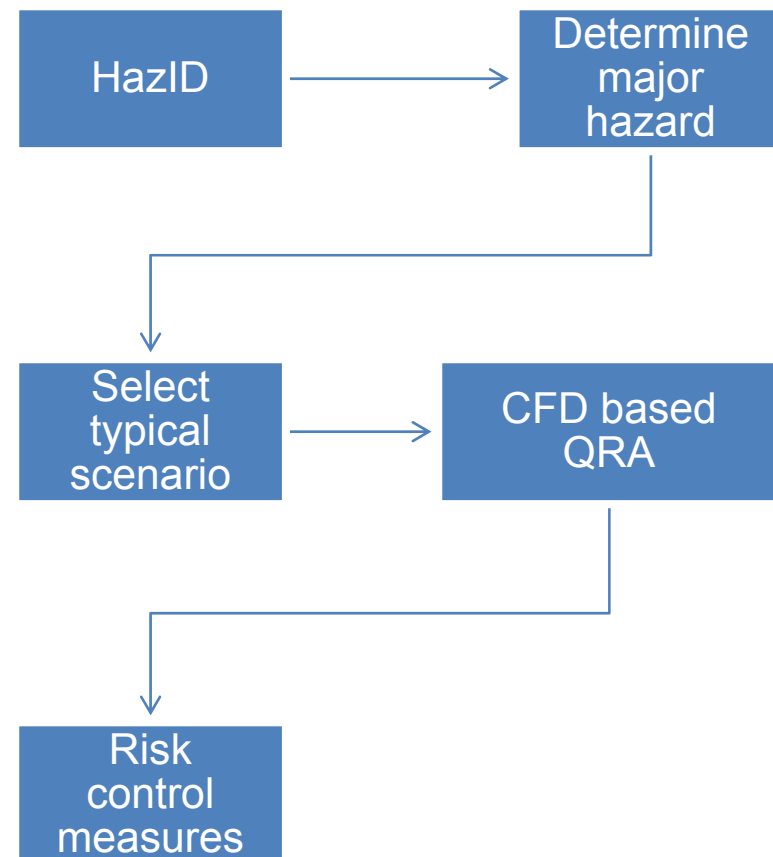 HazID
Determine
major
hazard
Select
typical
scenario
CFD based
QRA
Risk
control
measures